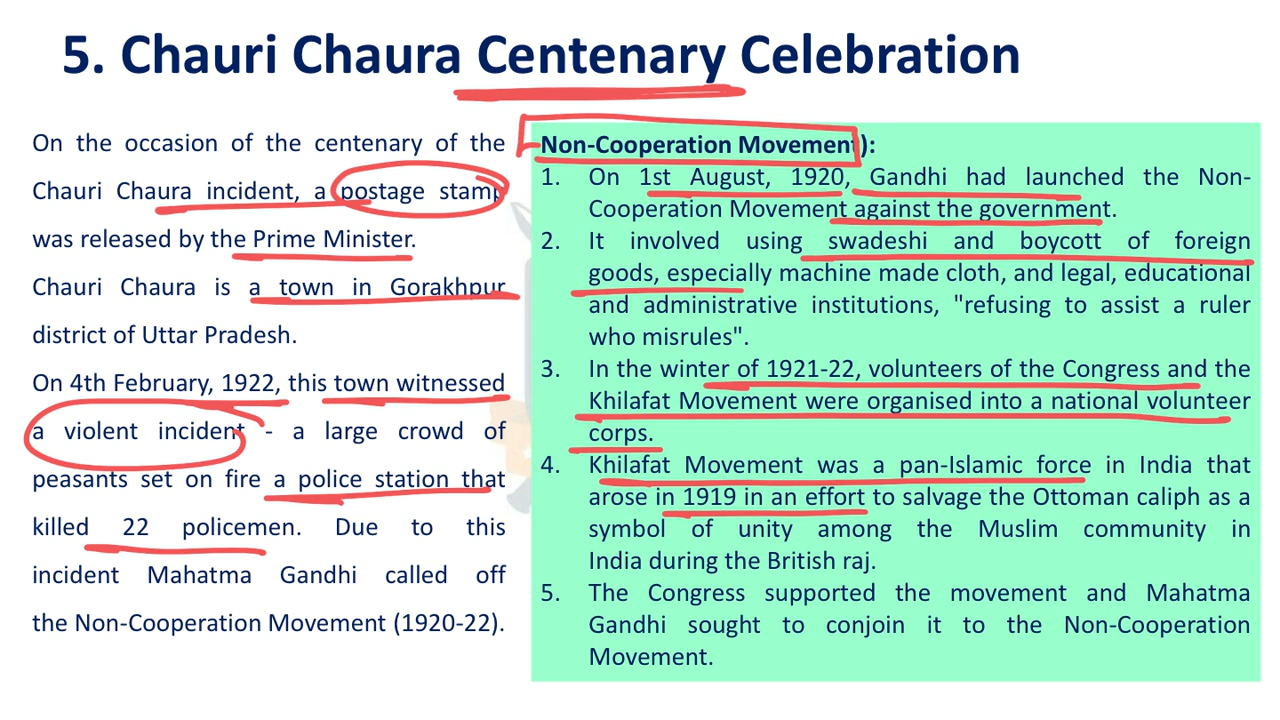 5. Chauri Chaura Centenary Celebration
On the occasion of the centenary of the
Chauri Chaura incident, a postage stamp
was released by the Prime Minister.
Chauri Chaura is a town in Gorakhpur
district of Uttar Pradesh.
On 4th February, 1922, this town witnessed
a violent incident - a large crowd of
peasants set on fire a police station that
killed 22 policemen. Due to this
incident Mahatma Gandhi called off
the Non-Cooperation Movement (1920-22).
Non-Cooperation Movement):
1. On 1st August, 1920, Gandhi had launched the Non-
Cooperation Movement against the government.
2. It involved using swadeshi and boycott of foreign
goods, especially machine made cloth, and legal, educational
and administrative institutions, "refusing to assist a ruler
who misrules".
3. In the winter of 1921-22, volunteers of the Congress and the
Khilafat Movement were organised into a national volunteer
corps.
4. Khilafat Movement was a pan-Islamic force in India that
arose in 1919 in an effort to salvage the Ottoman caliph as a
symbol of unity among the Muslim community in
India during the British raj.
5. The Congress supported the movement and Mahatma
Gandhi sought to conjoin it to the Non-Cooperation
Movement.